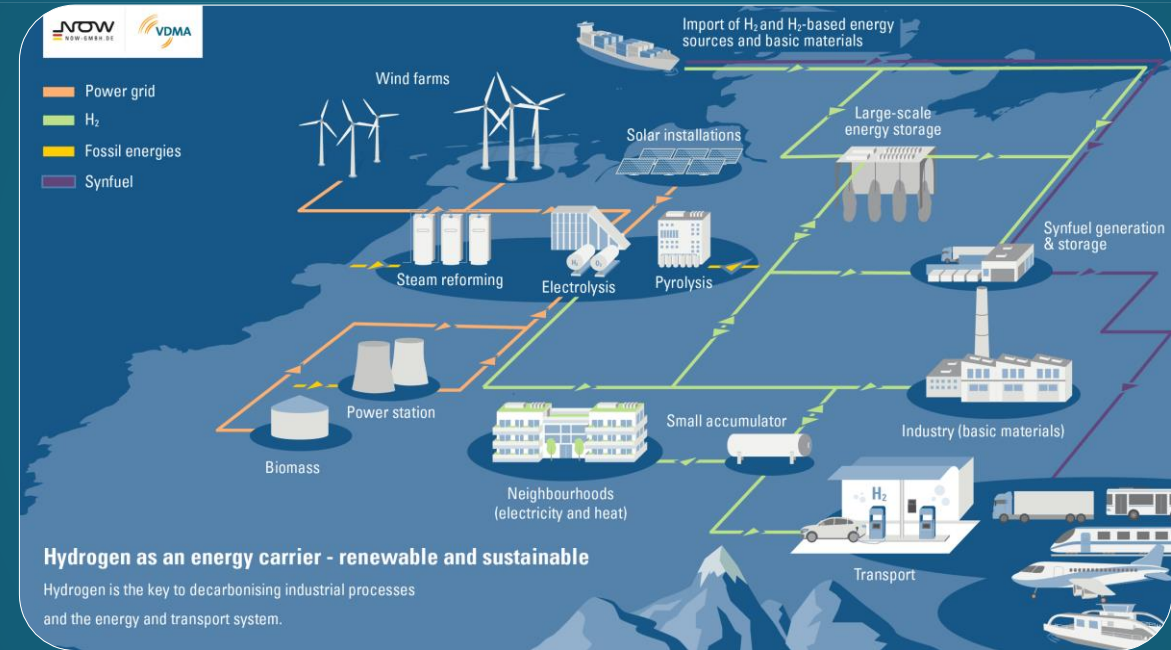 NOW
NOW-GMBH.DE
VDMA
Power grid
H₂
Fossil energies
Synfuel
Wind farms
Import of H₂ and H₂-based energy
sources and basic materials
Solar installations
Large-scale
energy storage
Synfuel generation
& storage
Steam reforming
H₂
O₂
Electrolysis
Pyrolysis
Power station
Biomass
Small accumulator
Industry (basic materials)
Neighbourhoods
(electricity and heat)
H₂
Transport
Hydrogen as an energy carrier - renewable and sustainable
Hydrogen is the key to decarbonising industrial processes
and the energy and transport system.